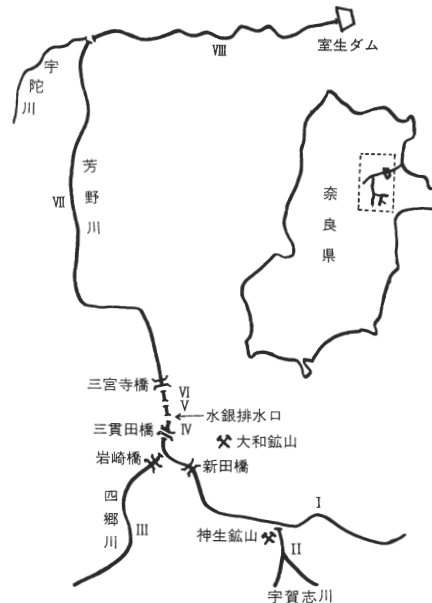 室生ダム
Ⅷ
宇陀川
芳野川
Ⅶ
奈良県
三宮寺橋
Ⅵ
Ⅴ
水銀排水口
三貫田橋
Ⅳ
大和鉱山
岩崎橋
新田橋
四郷川
Ⅲ
Ⅰ
神生鉱山
Ⅱ
宇賀志川